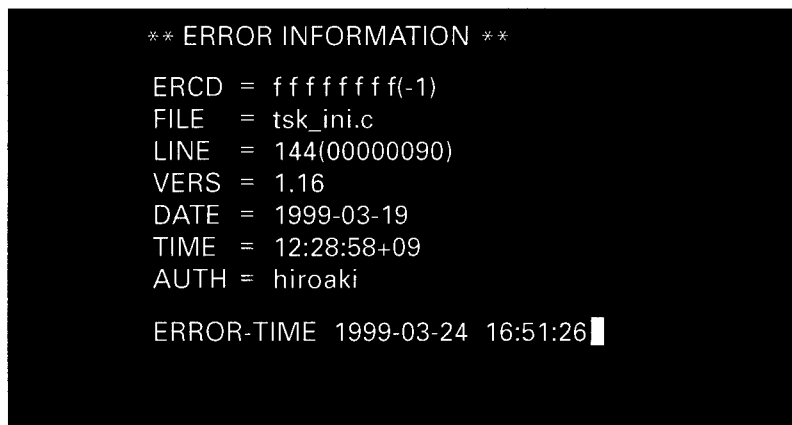 ** ERROR INFORMATION **
ERCD = ffffffff(-1)
FILE = tsk_ini.c
LINE = 144(00000090)
VERS = 1.16
DATE = 1999-03-19
TIME = 12:28:58+09
AUTH = hiroaki
ERROR-TIME 1999-03-24 16:51:26